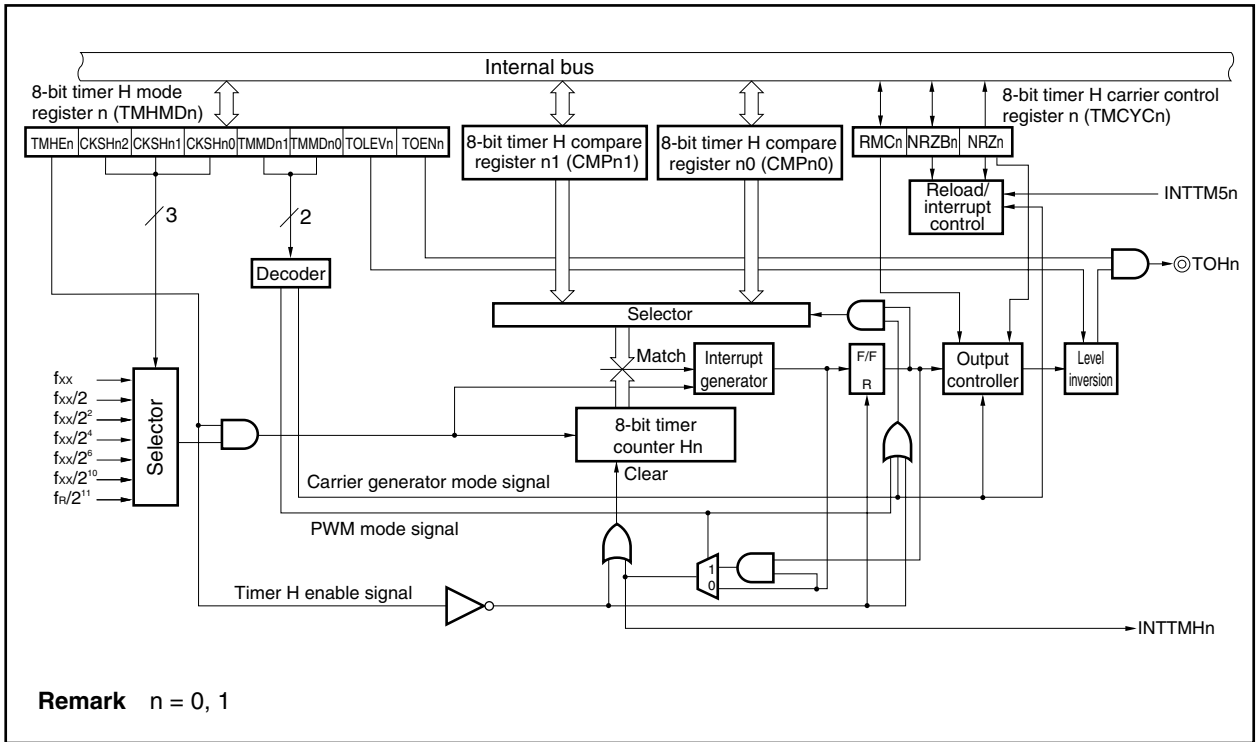 Internal bus
8-bit timer H mode
register n (TMHMDn)
8-bit timer H carrier control
register n (TMCYCn)
TMHEn CKSHn2 CKSHn1 CKSHn0 TMMDn1 TMMDn0 TOLEVn TOENn
8-bit timer H compare
register n1 (CMPn1)
8-bit timer H compare
register n0 (CMPn0)
RMCn NRZBn NRZn
Reload/
interrupt
control
INTTM5n
3
2
Decoder
TOHn
Selector
Match
Interrupt
generator
F/F
R
Output
controller
Level
inversion
fxx
fxx/2
fxx/2²
fxx/2⁴
fxx/2⁶
fxx/2¹⁰
fR/2¹¹
Selector
8-bit timer
counter Hn
Clear
Carrier generator mode signal
PWM mode signal
1
0
Timer H enable signal
INTTMHn
Remark n = 0, 1